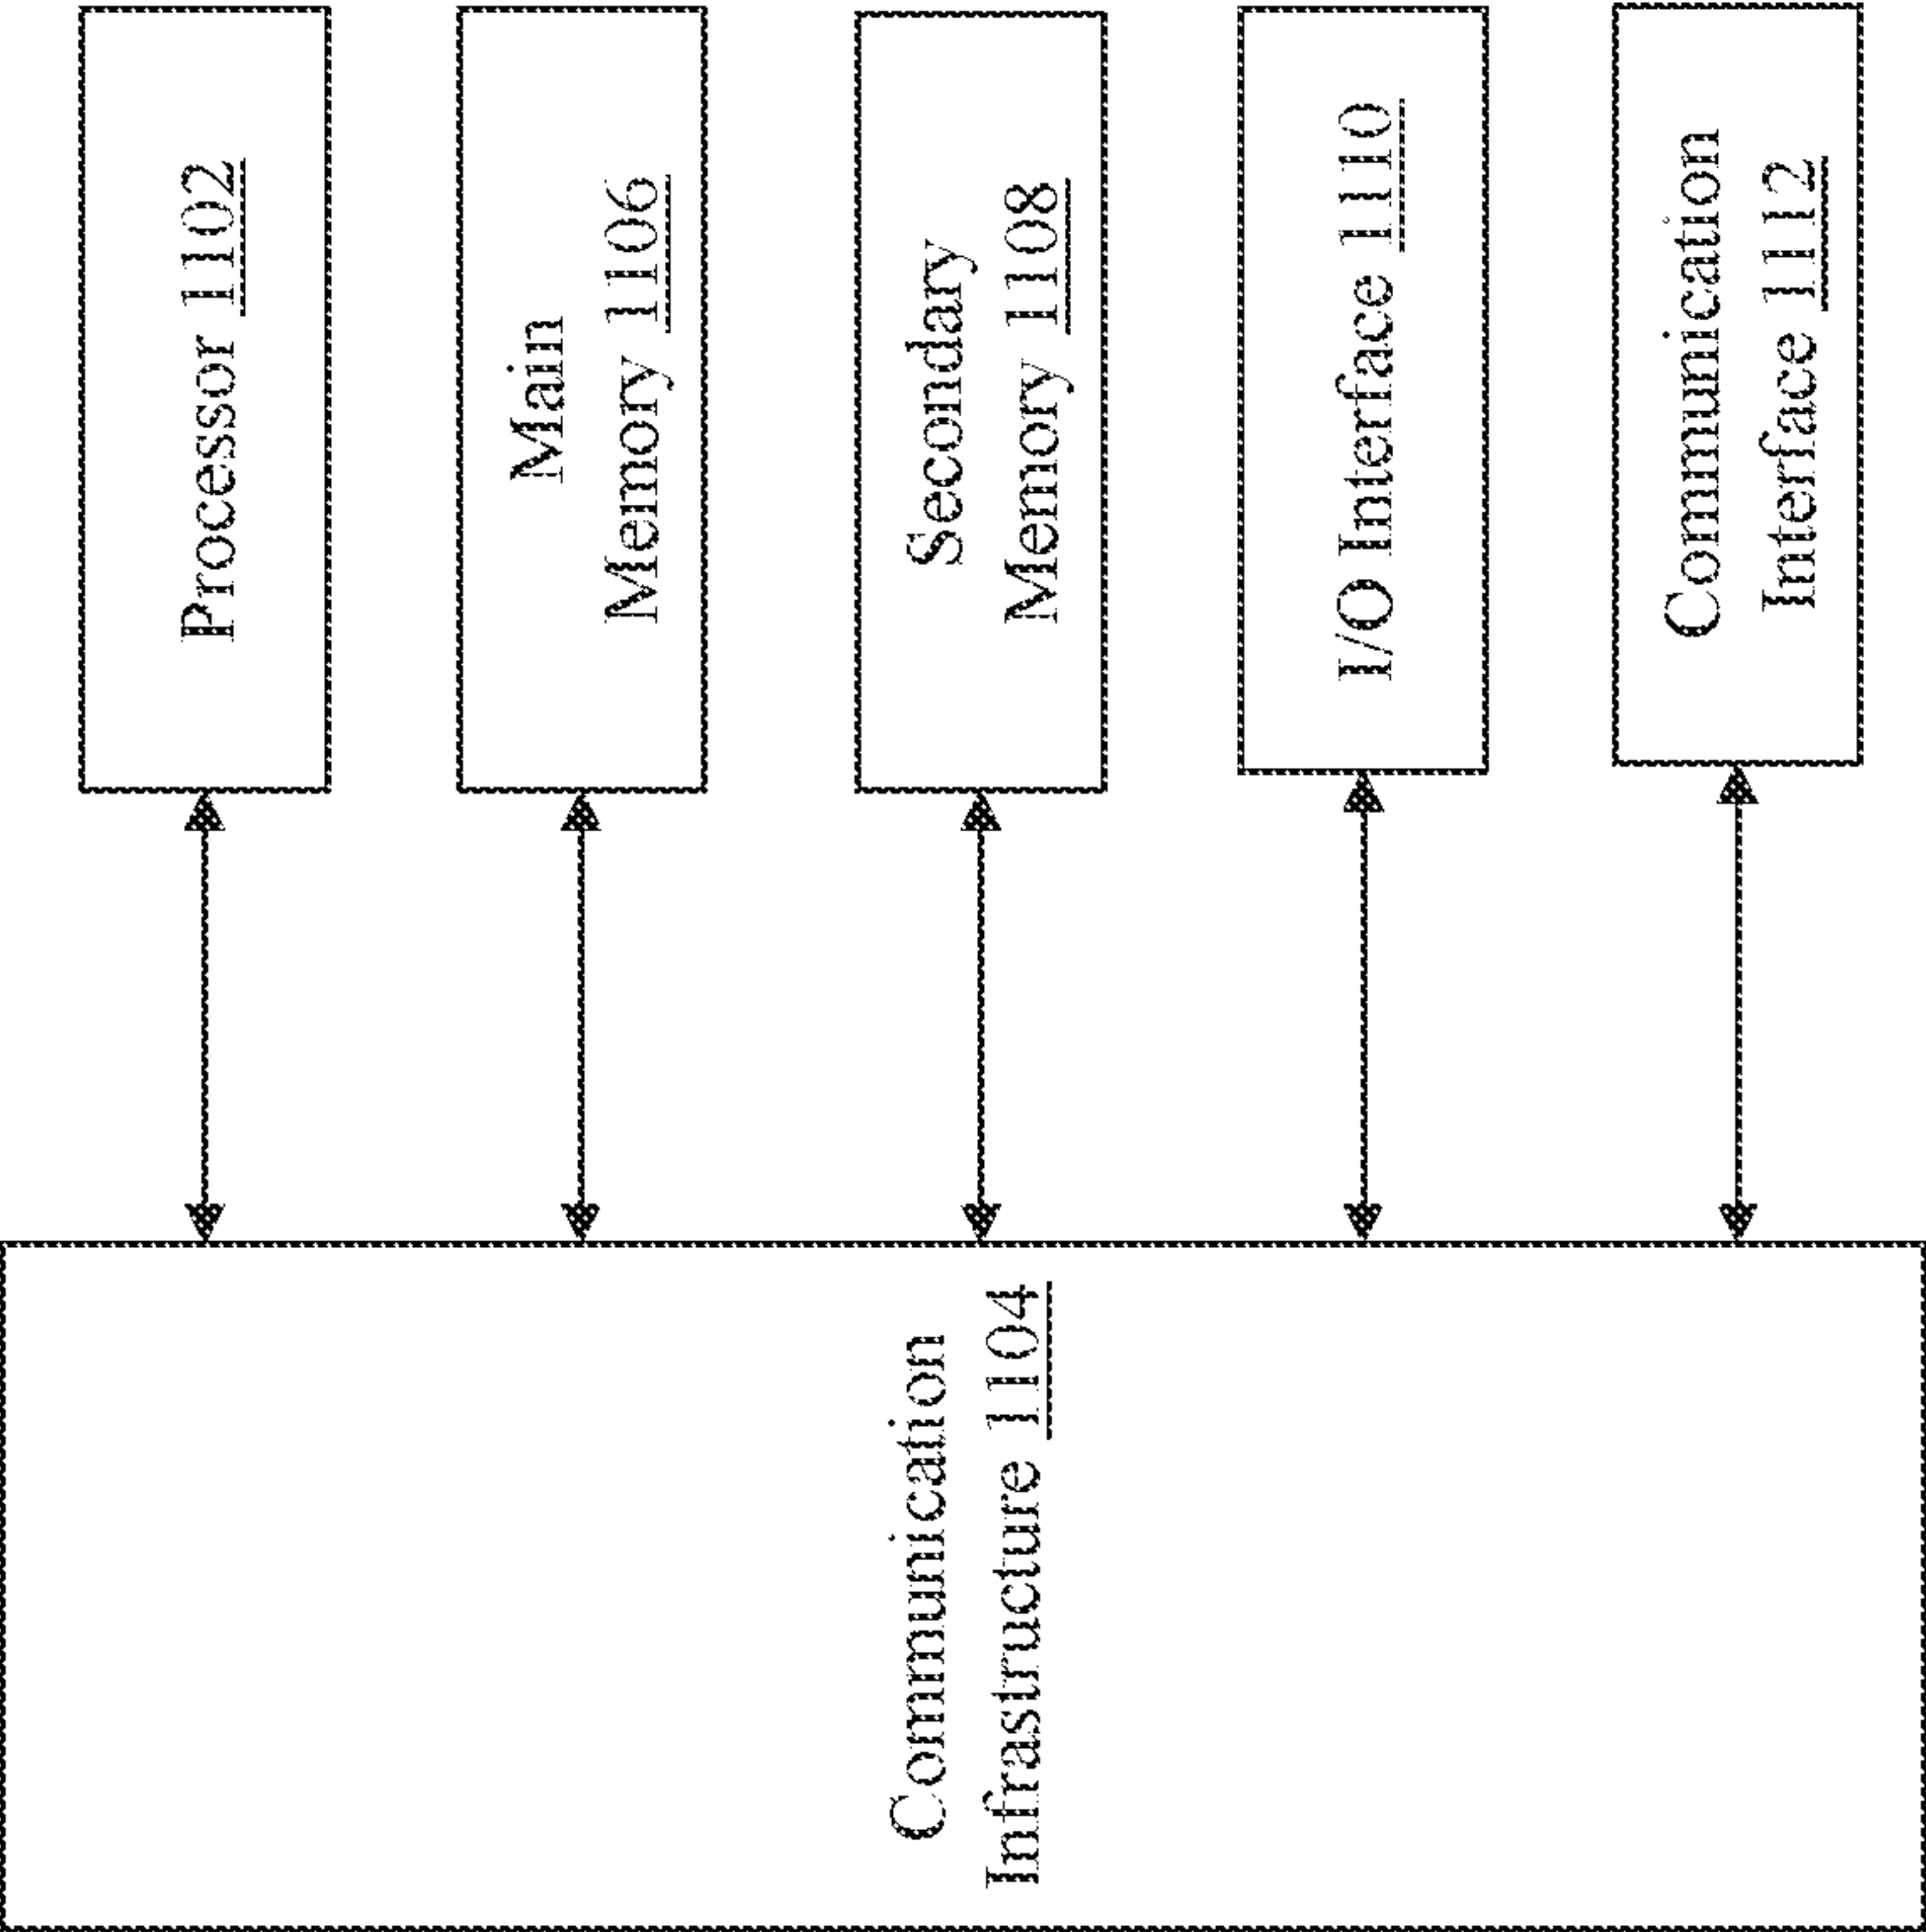 Processor 1102
Main
Memory 1106
Secondary
Memory 1108
I/O Interface 1110
Communication
Interface 1112
Communication
Infrastructure 1104